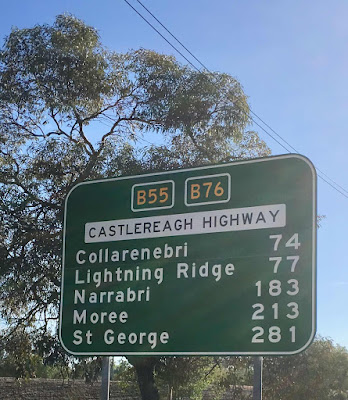 B55 B76
CASTLEREAGH HIGHWAY
Collarenebri 74
Lightning Ridge 77
Narrabri 183
Moree 213
St George 281